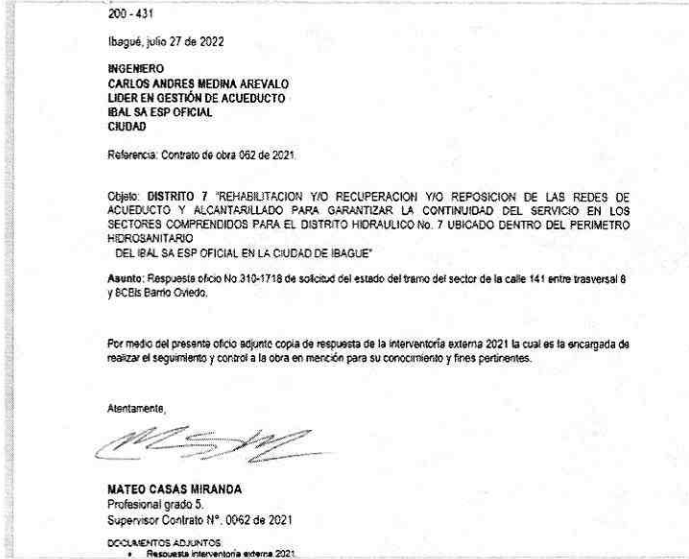 200 - 431
Ibagué, julio 27 de 2022
INGENIERO
CARLOS ANDRES MEDINA AREVALO
LIDER EN GESTIÓN DE ACUEDUCTO
IBAL SA ESP OFICIAL
CIUDAD
Referencia: Contrato de obra 062 de 2021.
Objeto: DISTRITO 7 "REHABILITACION Y/O RECUPERACION Y/O REPOSICION DE LAS REDES DE
ACUEDUCTO Y ALCANTARILLADO PARA GARANTIZAR LA CONTINUIDAD DEL SERVICIO EN LOS
SECTORES COMPRENDIDOS PARA EL DISTRITO HIDRAULICO No. 7 UBICADO DENTRO DEL PERIMETRO
HIDROSANITARIO
DEL IBAL SA ESP OFICIAL EN LA CIUDAD DE IBAGUE"
Asunto: Respuesta oficio No.310-1718 de solicitud del estado del tramo del sector de la calle 141 entre trasversal 8
y 8CBis Barrio Oviedo.
Por medio del presente oficio adjunto copia de respuesta de la interventoría externa 2021 la cual es la encargada de
realizar el seguimiento y control a la obra en mención para su conocimiento y fines pertinentes.
Atentamente,
MATEO CASAS MIRANDA
Profesional grado 5.
Supervisor Contrato N°. 0062 de 2021
DOCUMENTOS ADJUNTOS:
• Respuesta interventoría externa 2021.